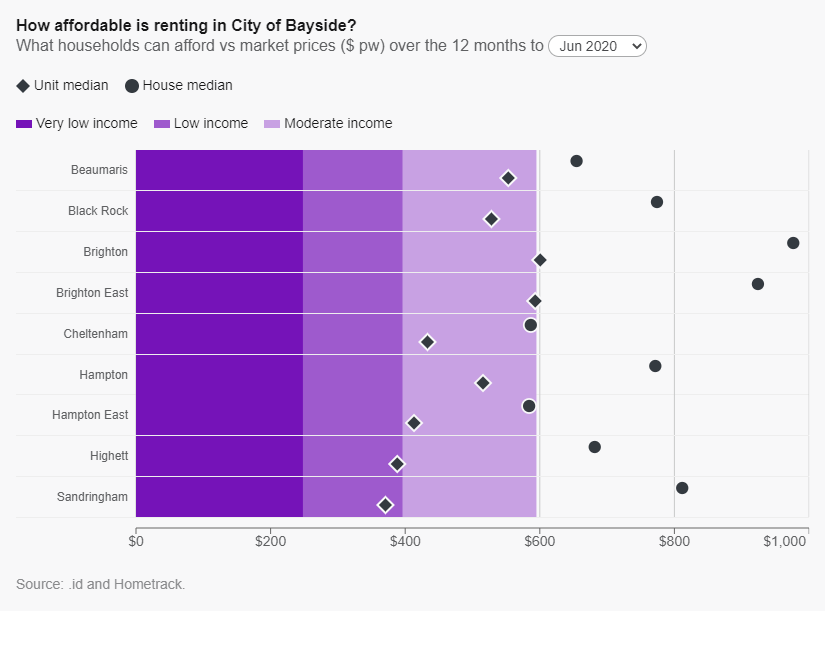 How affordable is renting in City of Bayside?
What households can afford vs market prices ($ pw) over the 12 months to Jun 2020
Unit median House median
Very low income Low income Moderate income
Beaumaris
Black Rock
Brighton
Brighton East
Cheltenham
Hampton
Hampton East
Highett
Sandringham
$0 $200 $400 $600 $800 $1,000
Source: .id and Hometrack.